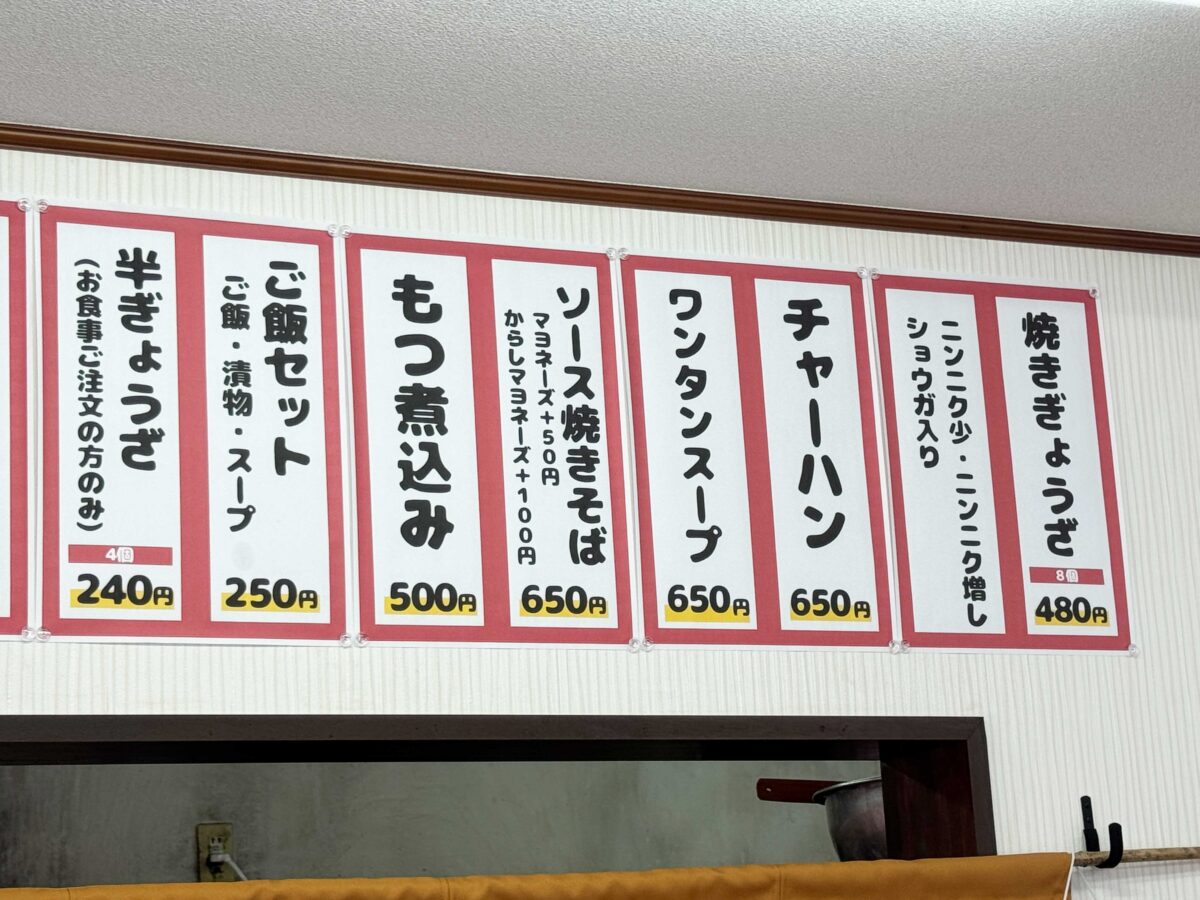 焼きぎょうざ
8個
480円
ニンニク少・ニンニク増し
ショウガ入り
チャーハン
650円
ワンタンスープ
650円
ソース焼きそば
マヨネーズ+50円
からしマヨネーズ+100円
650円
もつ煮込み
500円
ご飯セット
ご飯・漬物・スープ
250円
半ぎょうざ
(お食事ご注文の方のみ)
4個
240円